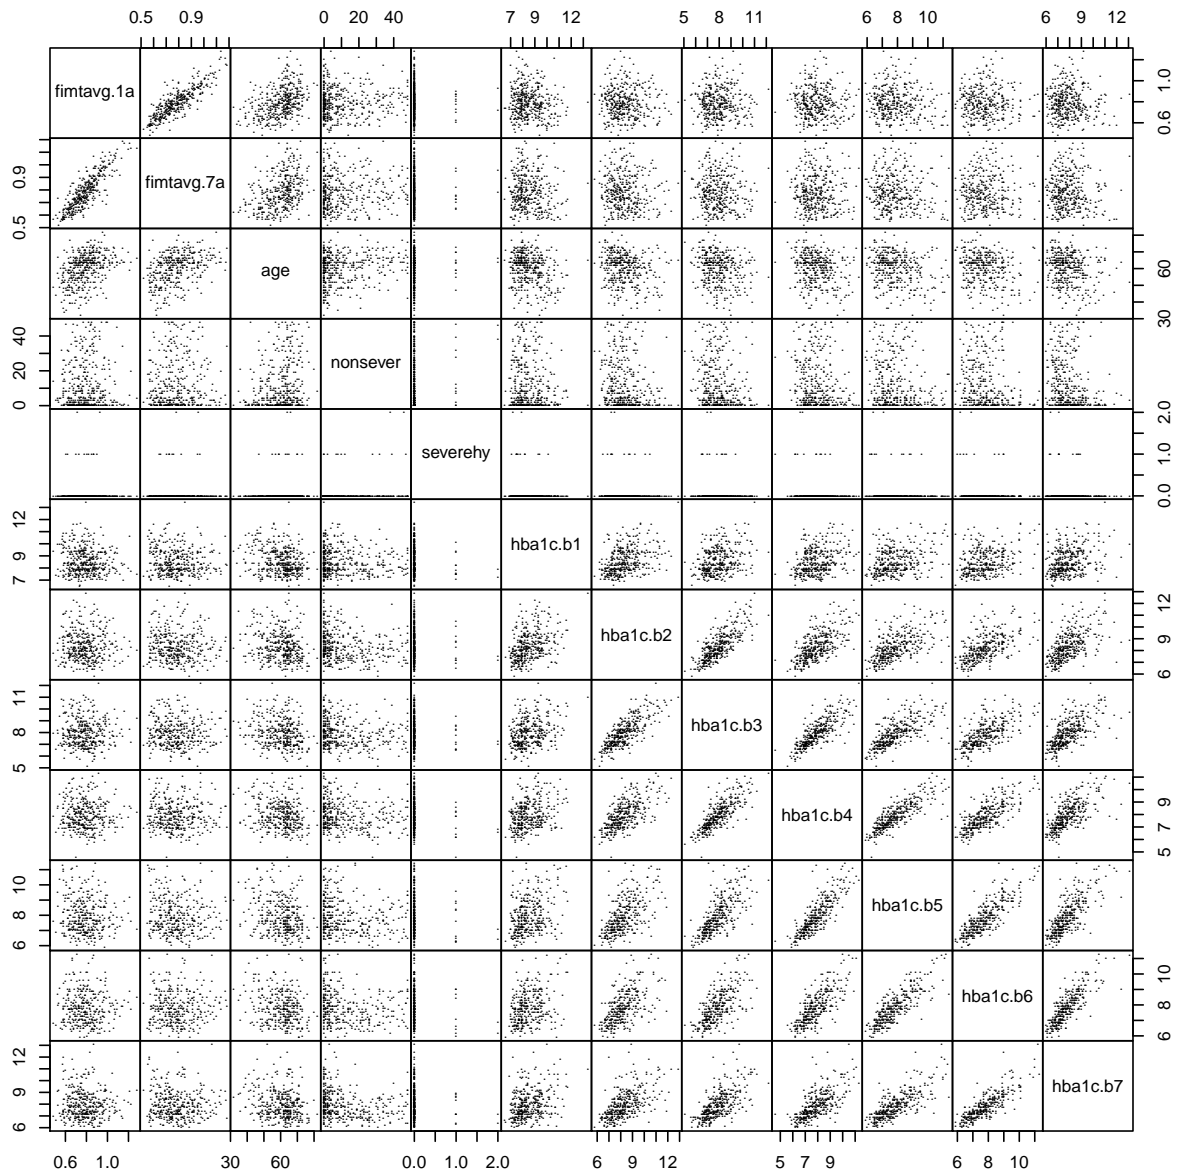 0.5 0.9 0 20 40 7 9 12 5 8 11 6 8 10 6 9 12
fimtavg.1a 0.6 1.0
0.5 0.9 fimtavg.7a
age 30 60
0 20 40 nonsever
severehy 0.0 1.0 2.0
7 9 12 hba1c.b1
hba1c.b2 6 9 12
5 8 11 hba1c.b3
hba1c.b4 5 7 9
6 8 10 hba1c.b5
hba1c.b6 6 8 10
6 9 12 hba1c.b7
0.6 1.0 30 60 0.0 1.0 2.0 6 9 12 5 7 9 6 8 10